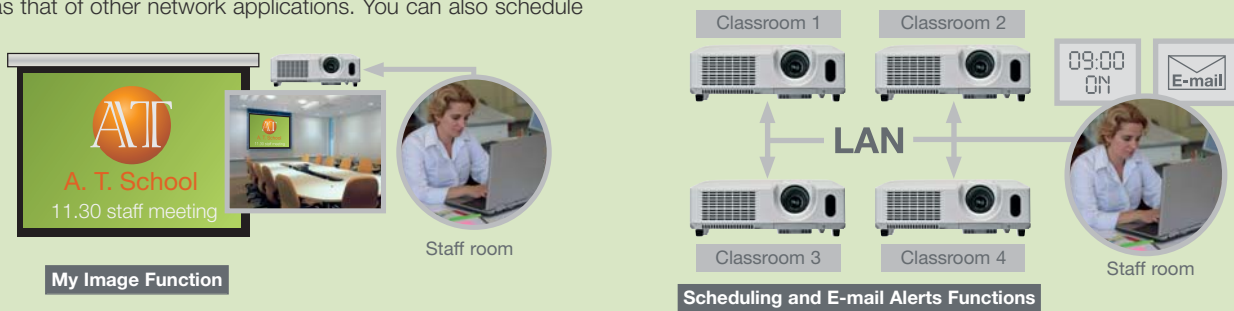 as that of other network applications. You can also schedule
AT
A. T. School
11.30 staff meeting
Staff room
My Image Function
Classroom 1
Classroom 2
09:00
ON
E-mail
LAN
Classroom 3
Classroom 4
Staff room
Scheduling and E-mail Alerts Functions